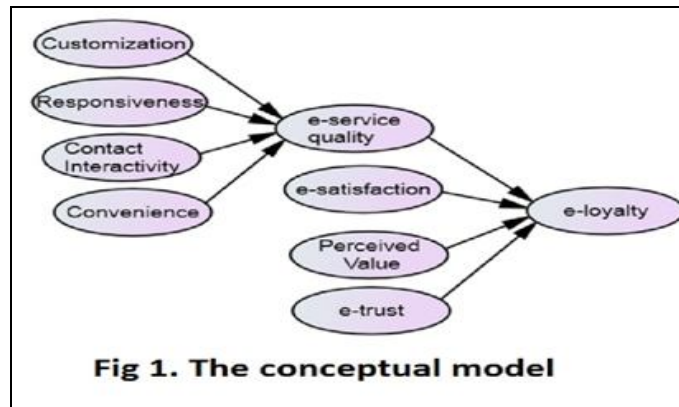 Customization
Responsiveness
Contact
Interactivity
Convenience
e-service
quality
e-satisfaction
Perceived
Value
e-trust
e-loyalty
Fig 1. The conceptual model